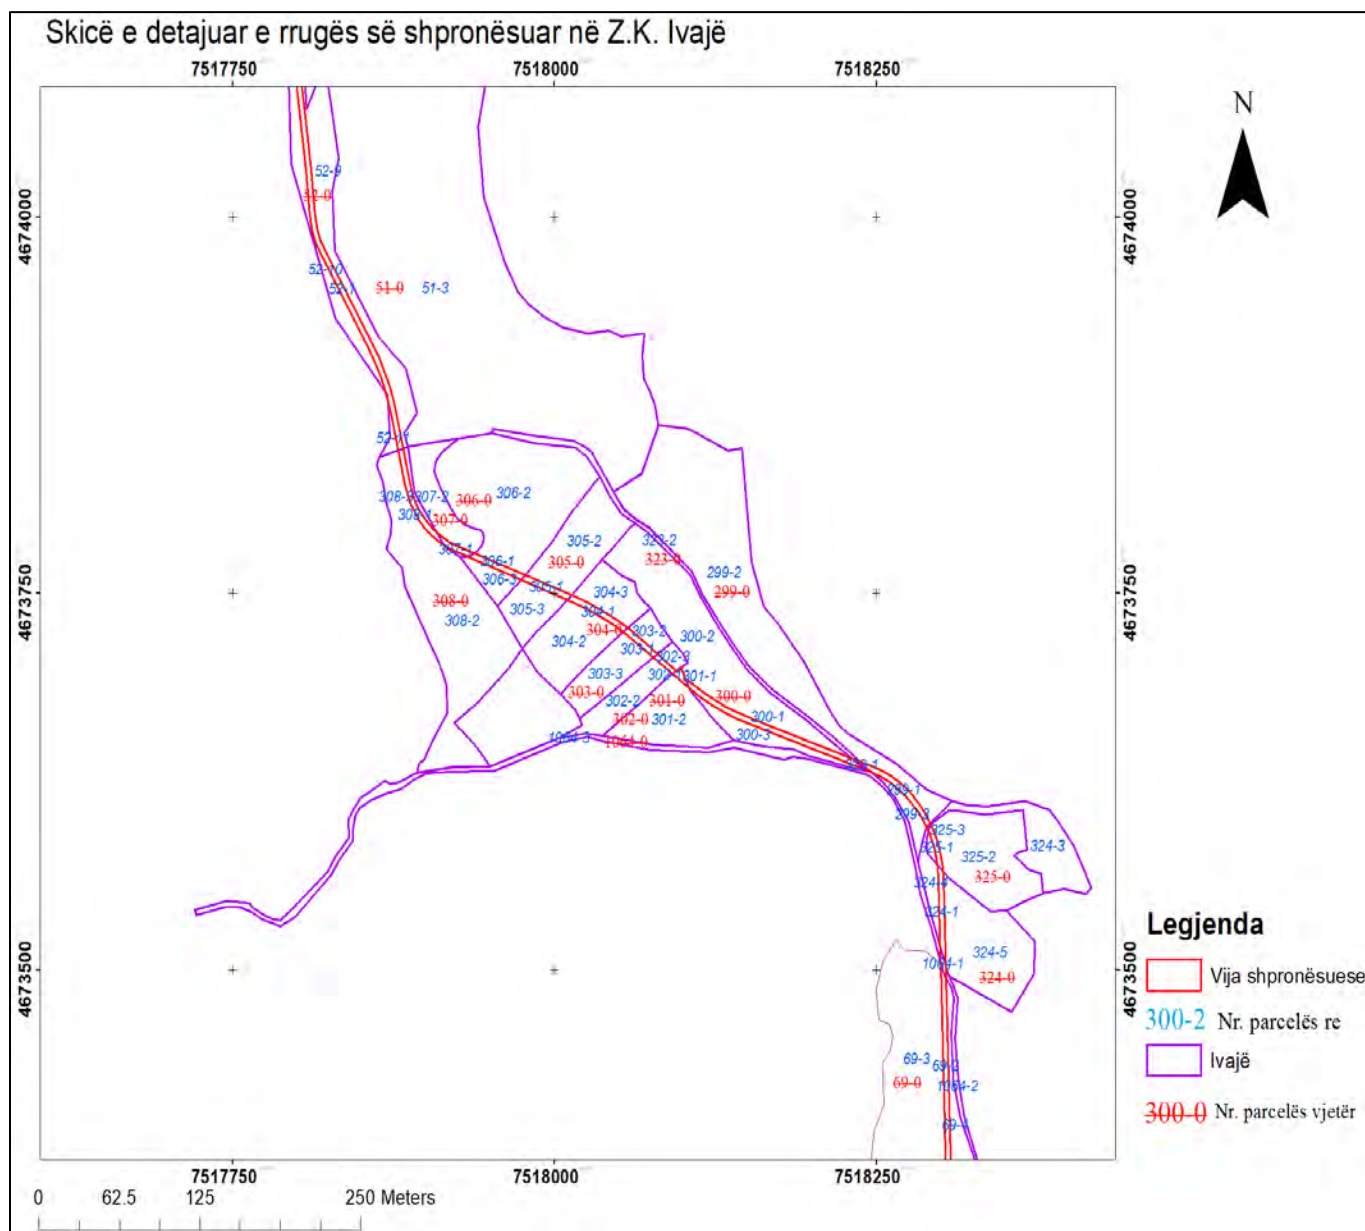 Skicë e detajuar e rrugës së shpronësuar në Z.K. Ivajë
7517750 7518000 7518250
N
52-9
52-0
4674000 4674000
52-10
52-1 51-0 51-3
52-11
308-3 307-2 306-0 306-2
308-1 307-0
307-1 306-1 305-2 323-2
305-0 323-0
306-3 305-1 304-3 299-2
299-0
4673750 4673750
308-0 305-3 304-1
308-2 304-0 303-2 300-2
304-2 303-1 302-3
303-3 302-1 301-1
303-0 302-2 301-0 300-0
302-0 301-2 300-1
1064-3 1064-0 300-3
299-1
299-3
325-3
325-1 324-3
325-2
324-4 325-0
324-1
Legjenda
324-5
1064-1
324-0
4673500 4673500
Vija shpronësuese
300-2 Nr. parcelës re
69-3 69-2
Ivajë
69-0 1064-2
300-0 Nr. parcelës vjetër
69-1
7517750 7518000 7518250
0 62.5 125 250 Meters